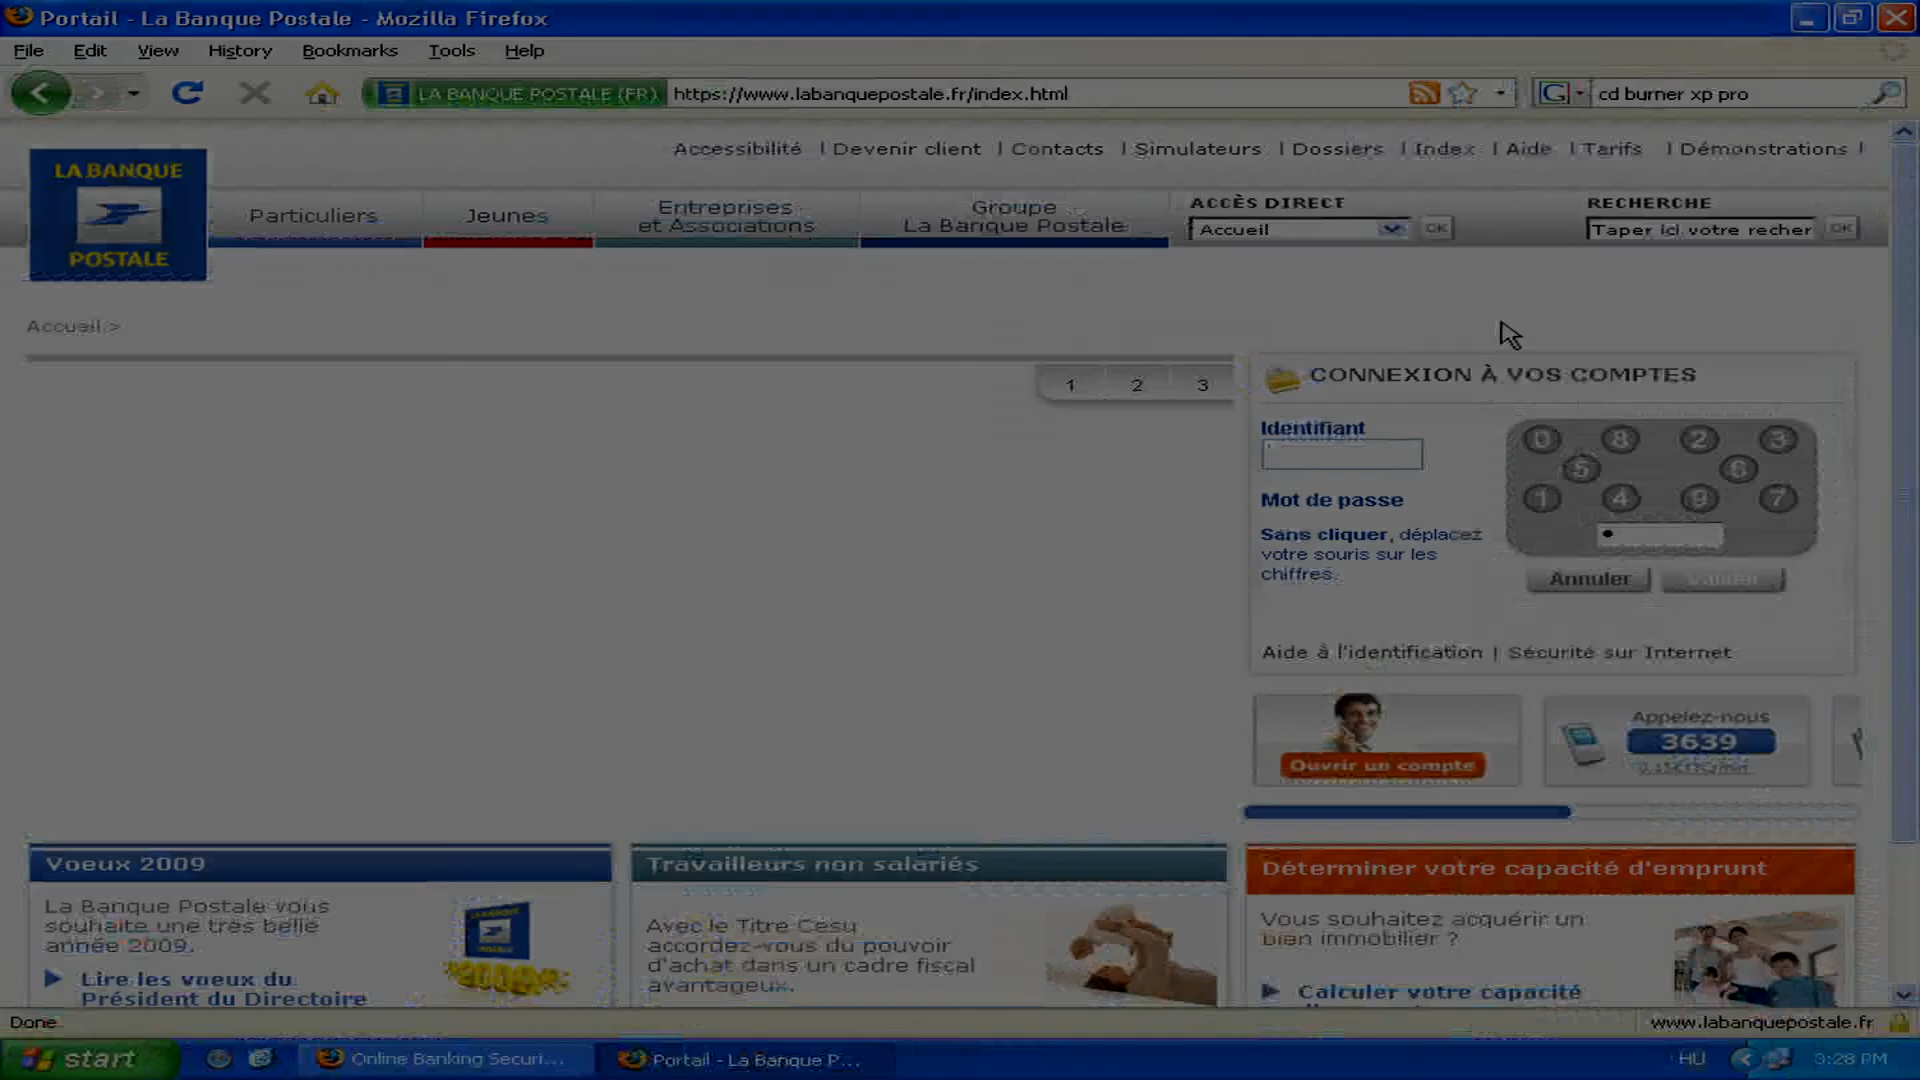 Portail - La Banque Postale - Mozilla Firefox
File Edit View History Bookmarks Tools Help
LA BANQUE POSTALE (FR) https://www.labanquepostale.fr/index.html cd burner xp pro
Accessibilité | Devenir client | Contacts | Simulateurs | Dossiers | Index | Aide | Tarifs | Démonstrations |
LA BANQUE
POSTALE
Particuliers
Jeunes
Entreprises
et Associations
Groupe
La Banque Postale
ACCÈS DIRECT
Accueil OK
RECHERCHE
Taper ici votre recher OK
Accueil >
1 2 3
CONNEXION À VOS COMPTES
Identifiant
Mot de passe
Sans cliquer, déplacez
votre souris sur les
chiffres.
0 8 2 3
5 6
1 4 9 7
Annuler Valider
Aide à l'identification | Sécurité sur Internet
Ouvrir un compte
Appelez-nous
3639
Voeux 2009
La Banque Postale vous
souhaite une très belle
année 2009.
Lire les voeux du
Président du Directoire
LA BANQUE
POSTALE
2009
Travailleurs non salariés
Avec le Titre Cesu
accordez-vous du pouvoir
d'achat dans un cadre fiscal
avantageux.
Déterminer votre capacité d'emprunt
Vous souhaitez acquérir un
bien immobilier ?
Calculer votre capacité
Done
www.labanquepostale.fr
start
Online Banking Securi...
Portail - La Banque P...
HU
3:28 PM